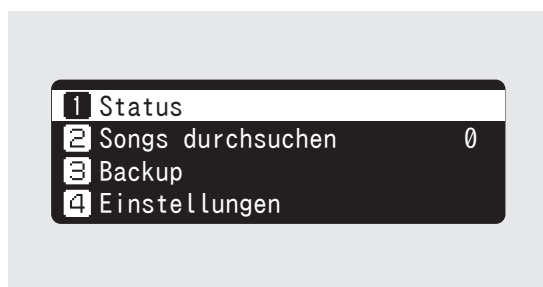 1 Status
2 Songs durchsuchen 0
3 Backup
4 Einstellungen